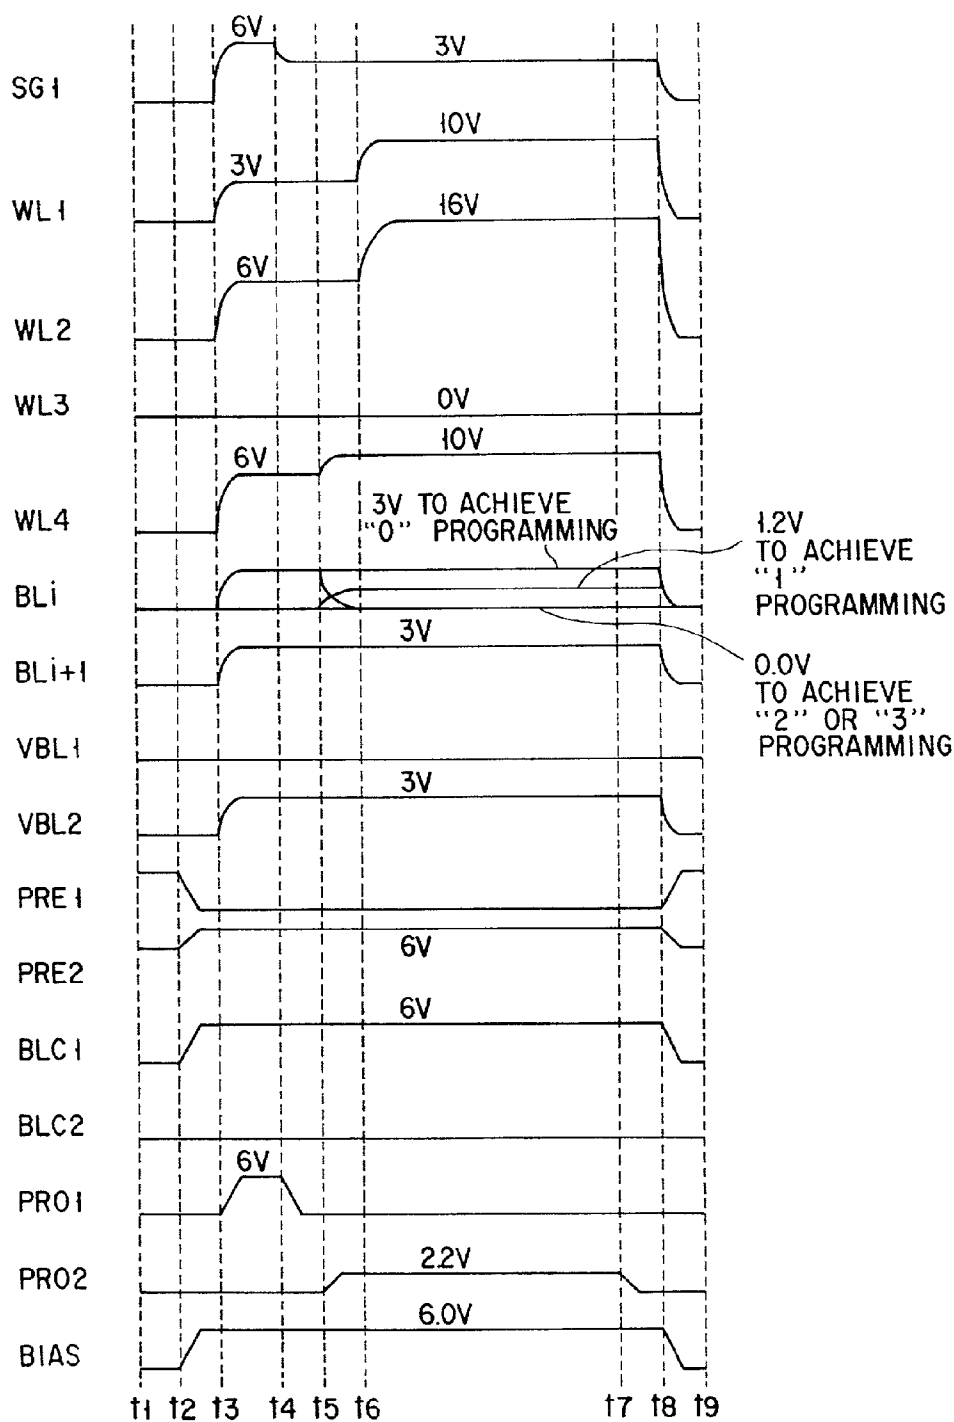 6V
3V
SG1
10V
3V
WL1
16V
6V
WL2
WL3
0V
10V
6V
WL4
3V TO ACHIEVE
"0" PROGRAMMING
1.2V
TO ACHIEVE
"1"
PROGRAMMING
BLi
3V
BLi+1
0.0V
TO ACHIEVE
"2" OR "3"
PROGRAMMING
VBL1
3V
VBL2
PRE1
6V
PRE2
6V
BLC1
BLC2
6V
PRO1
2.2V
PRO2
6.0V
BIAS
t1 t2 t3 t4 t5 t6 t7 t8 t9